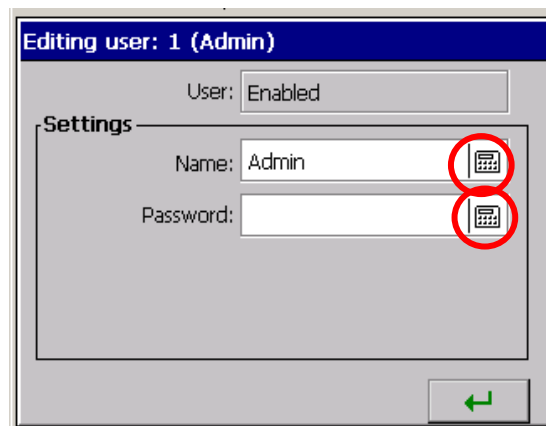 Editing user: 1 (Admin)
User: Enabled
Settings
Name: Admin
Password: